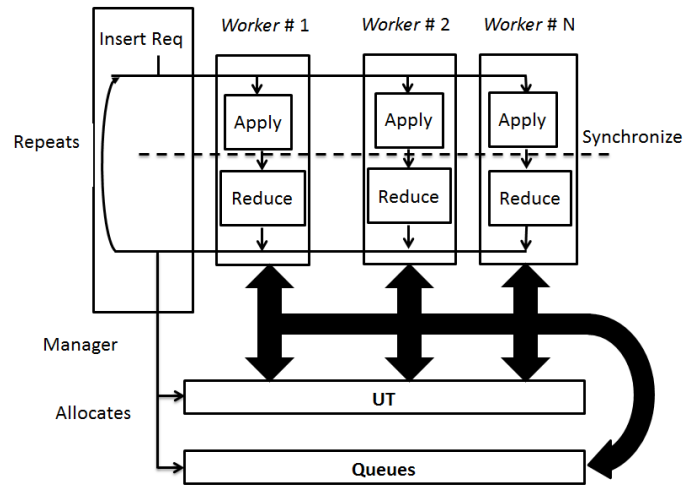 Insert Req
Worker # 1
Worker # 2
Worker # N
Apply
Apply
Apply
Repeats
Synchronize
Reduce
Reduce
Reduce
Manager
UT
Allocates
Queues